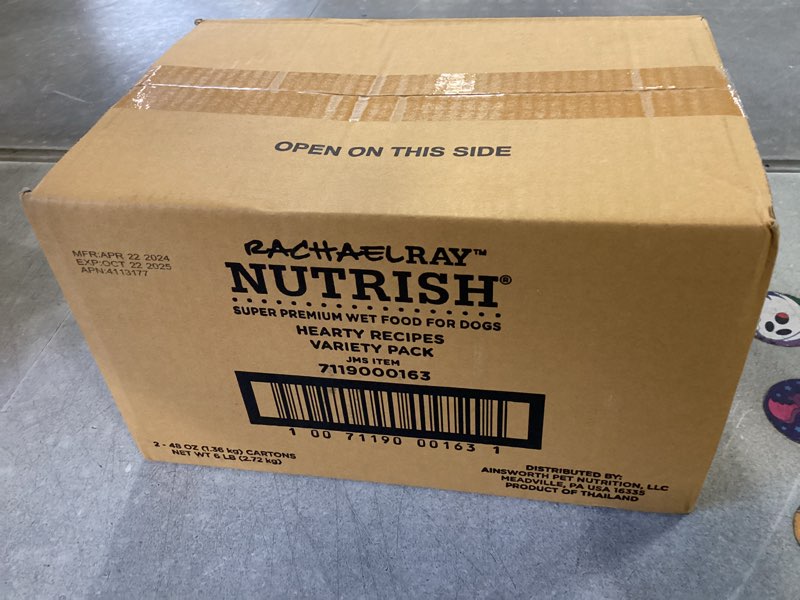 OPEN ON THIS SIDE
MFR:APR 22 2024
EXP:OCT 22 2025
APN:4113177
RACHAELRAY™
NUTRISH®
SUPER PREMIUM WET FOOD FOR DOGS
HEARTY RECIPES
VARIETY PACK
JMS ITEM
7119000163
1 00 71190 00163 1
2 - 48 OZ (1.36 kg) CARTONS
NET WT 6 LB (2.72 kg)
DISTRIBUTED BY:
AINSWORTH PET NUTRITION, LLC
MEADVILLE, PA USA 16335
PRODUCT OF THAILAND